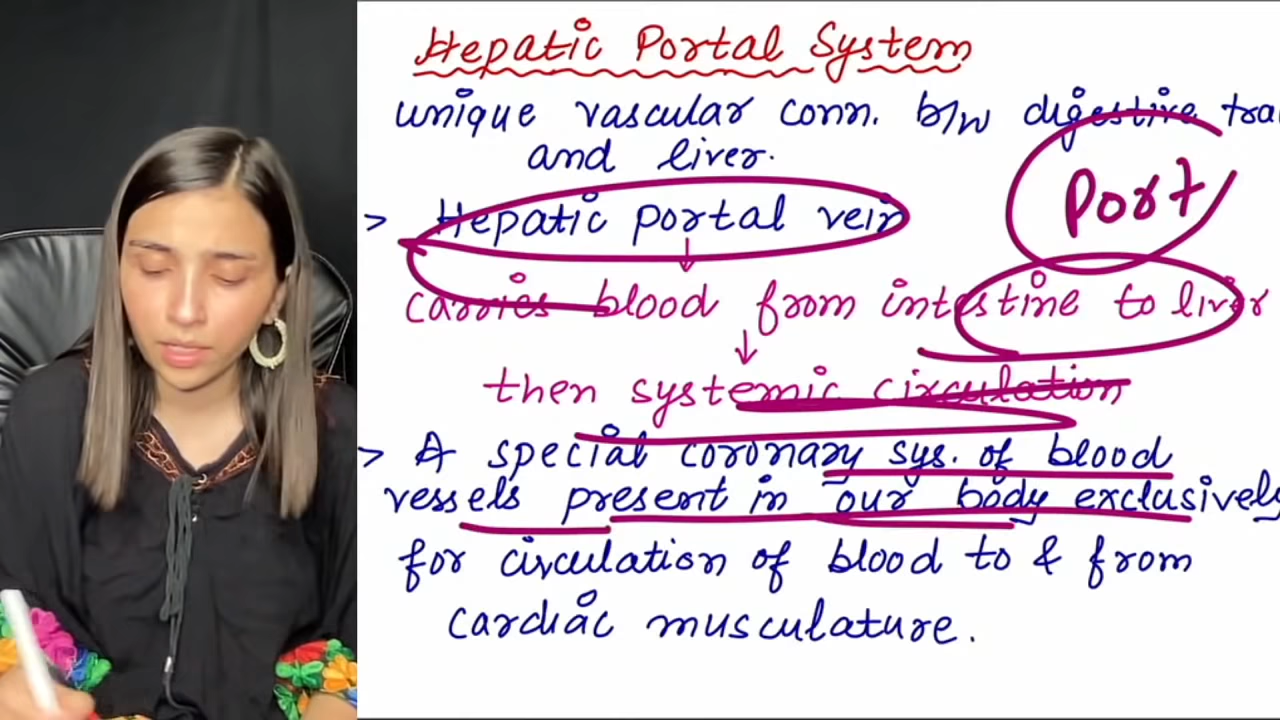 Hepatic Portal System
unique vascular conn. b/w digestive tra
and liver.
> Hepatic portal vein
Port
↓
carries blood from intestine to liver
↓
then systemic circulation
> A special coronary sys. of blood
vessels present in our body exclusively
for circulation of blood to & from
cardiac musculature.